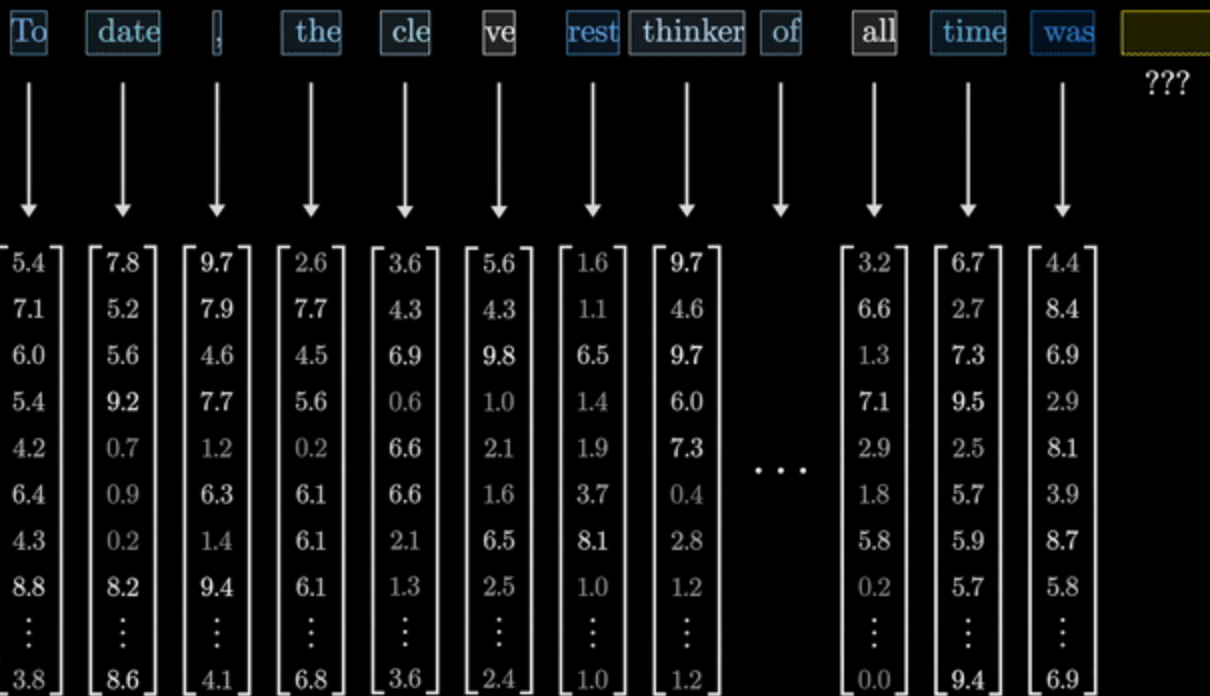 To date , the cle ve rest thinker of all time was
???
5.4 7.8 9.7 2.6 3.6 5.6 1.6 9.7 3.2 6.7 4.4
7.1 5.2 7.9 7.7 4.3 4.3 1.1 4.6 6.6 2.7 8.4
6.0 5.6 4.6 4.5 6.9 9.8 6.5 9.7 1.3 7.3 6.9
5.4 9.2 7.7 5.6 0.6 1.0 1.4 6.0 7.1 9.5 2.9
4.2 0.7 1.2 0.2 6.6 2.1 1.9 7.3 ... 2.9 2.5 8.1
6.4 0.9 6.3 6.1 6.6 1.6 3.7 0.4 1.8 5.7 3.9
4.3 0.2 1.4 6.1 2.1 6.5 8.1 2.8 5.8 5.9 8.7
8.8 8.2 9.4 6.1 1.3 2.5 1.0 1.2 0.2 5.7 5.8
⋮ ⋮ ⋮ ⋮ ⋮ ⋮ ⋮ ⋮ ⋮ ⋮ ⋮
3.8 8.6 4.1 6.8 3.6 2.4 1.0 1.2 0.0 9.4 6.9